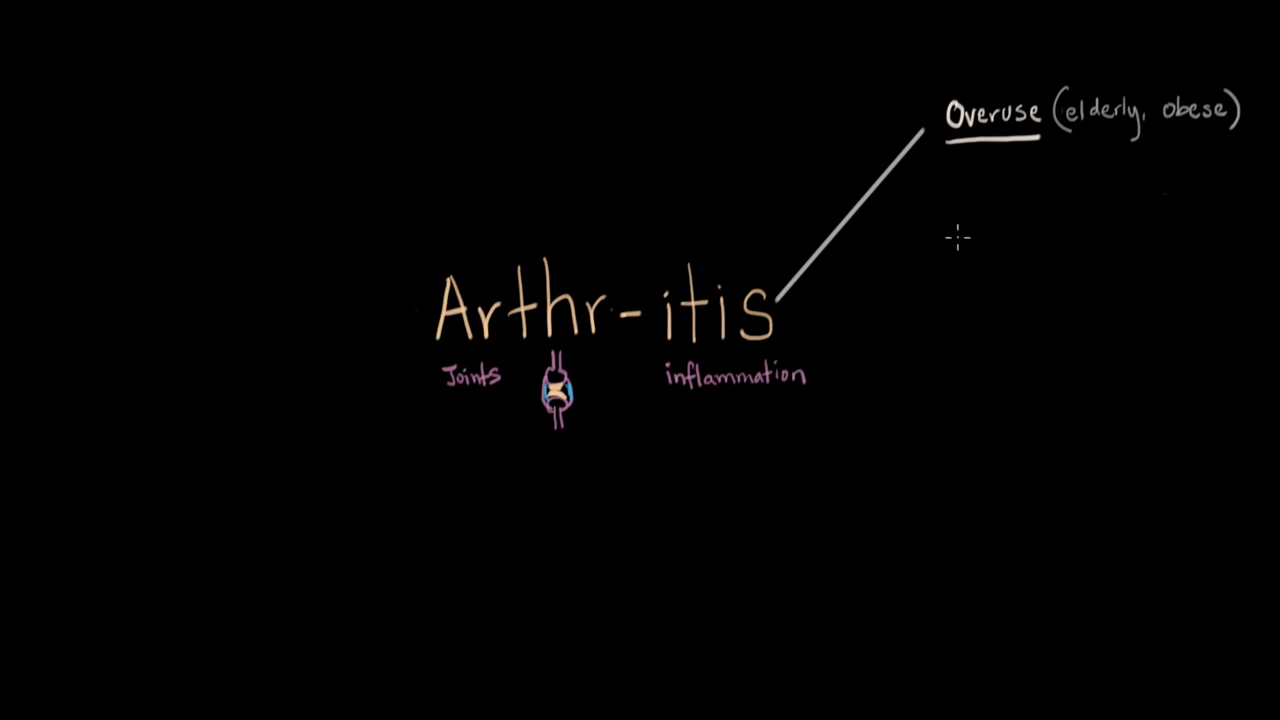 Overuse (elderly, obese)
Arthr-itis
Joints
inflammation